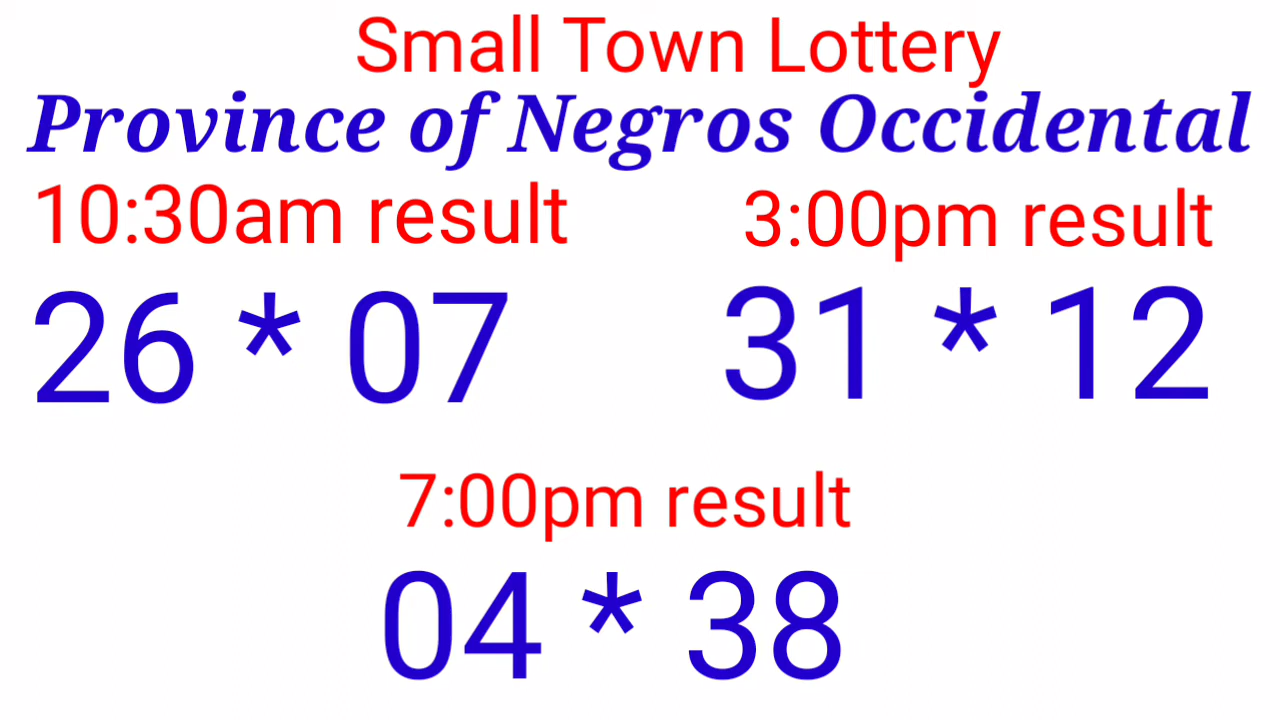 Small Town Lottery
Province of Negros Occidental
10:30am result
26 * 07
3:00pm result
31 * 12
7:00pm result
04 * 38